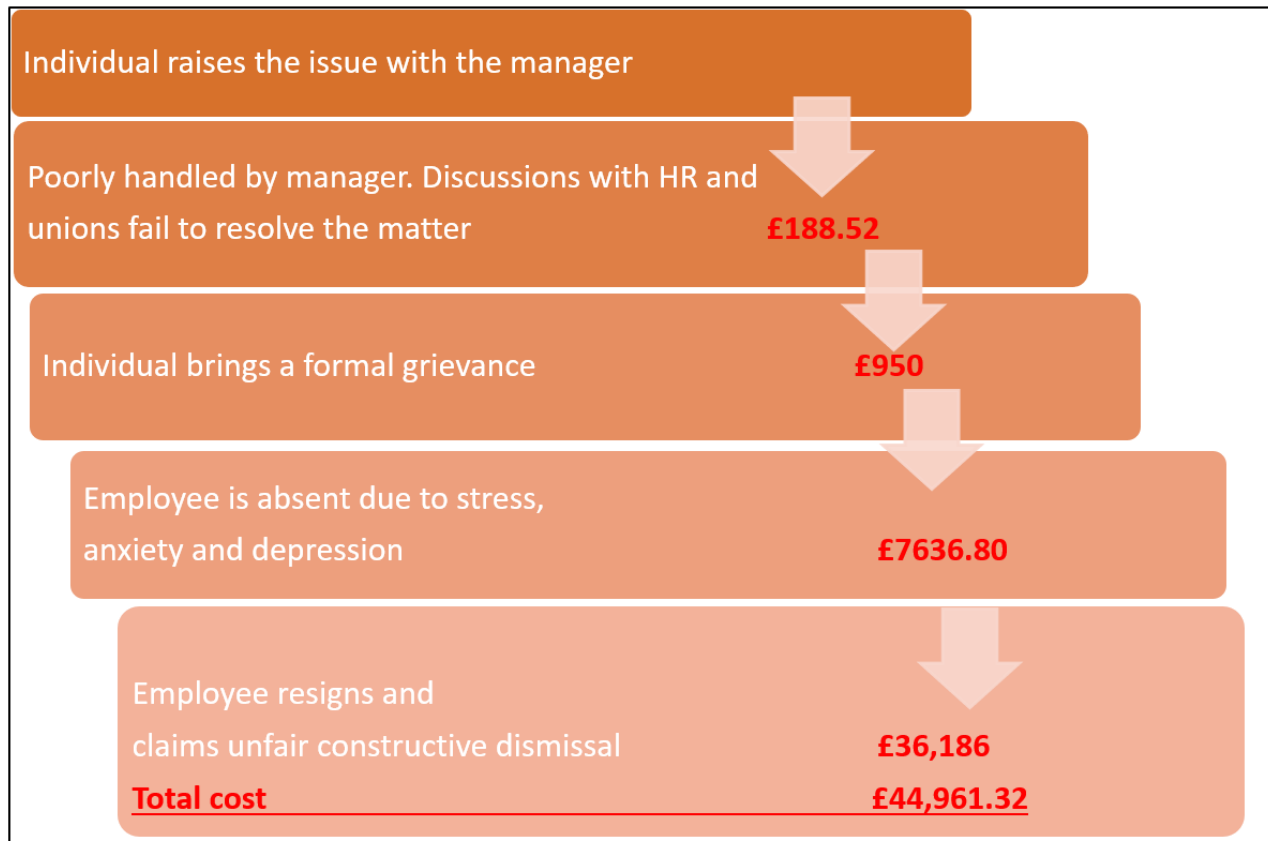 Individual raises the issue with the manager
Poorly handled by manager. Discussions with HR and
unions fail to resolve the matter £188.52
Individual brings a formal grievance £950
Employee is absent due to stress,
anxiety and depression £7636.80
Employee resigns and
claims unfair constructive dismissal £36,186
Total cost £44,961.32